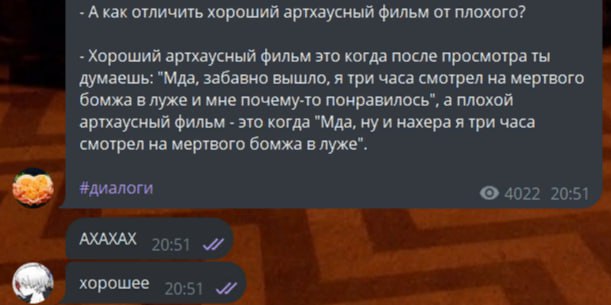 - А как отличить хороший артхаусный фильм от плохого?
- Хороший артхаусный фильм это когда после просмотра ты
думаешь: "Мда, забавно вышло, я три часа смотрел на мертвого
бомжа в луже и мне почему-то понравилось", а плохой
артхаусный фильм - это когда "Мда, ну и нахера я три часа
смотрел на мертвого бомжа в луже".
#диалоги
4022 20:51
АХАХАХ 20:51
хорошее 20:51